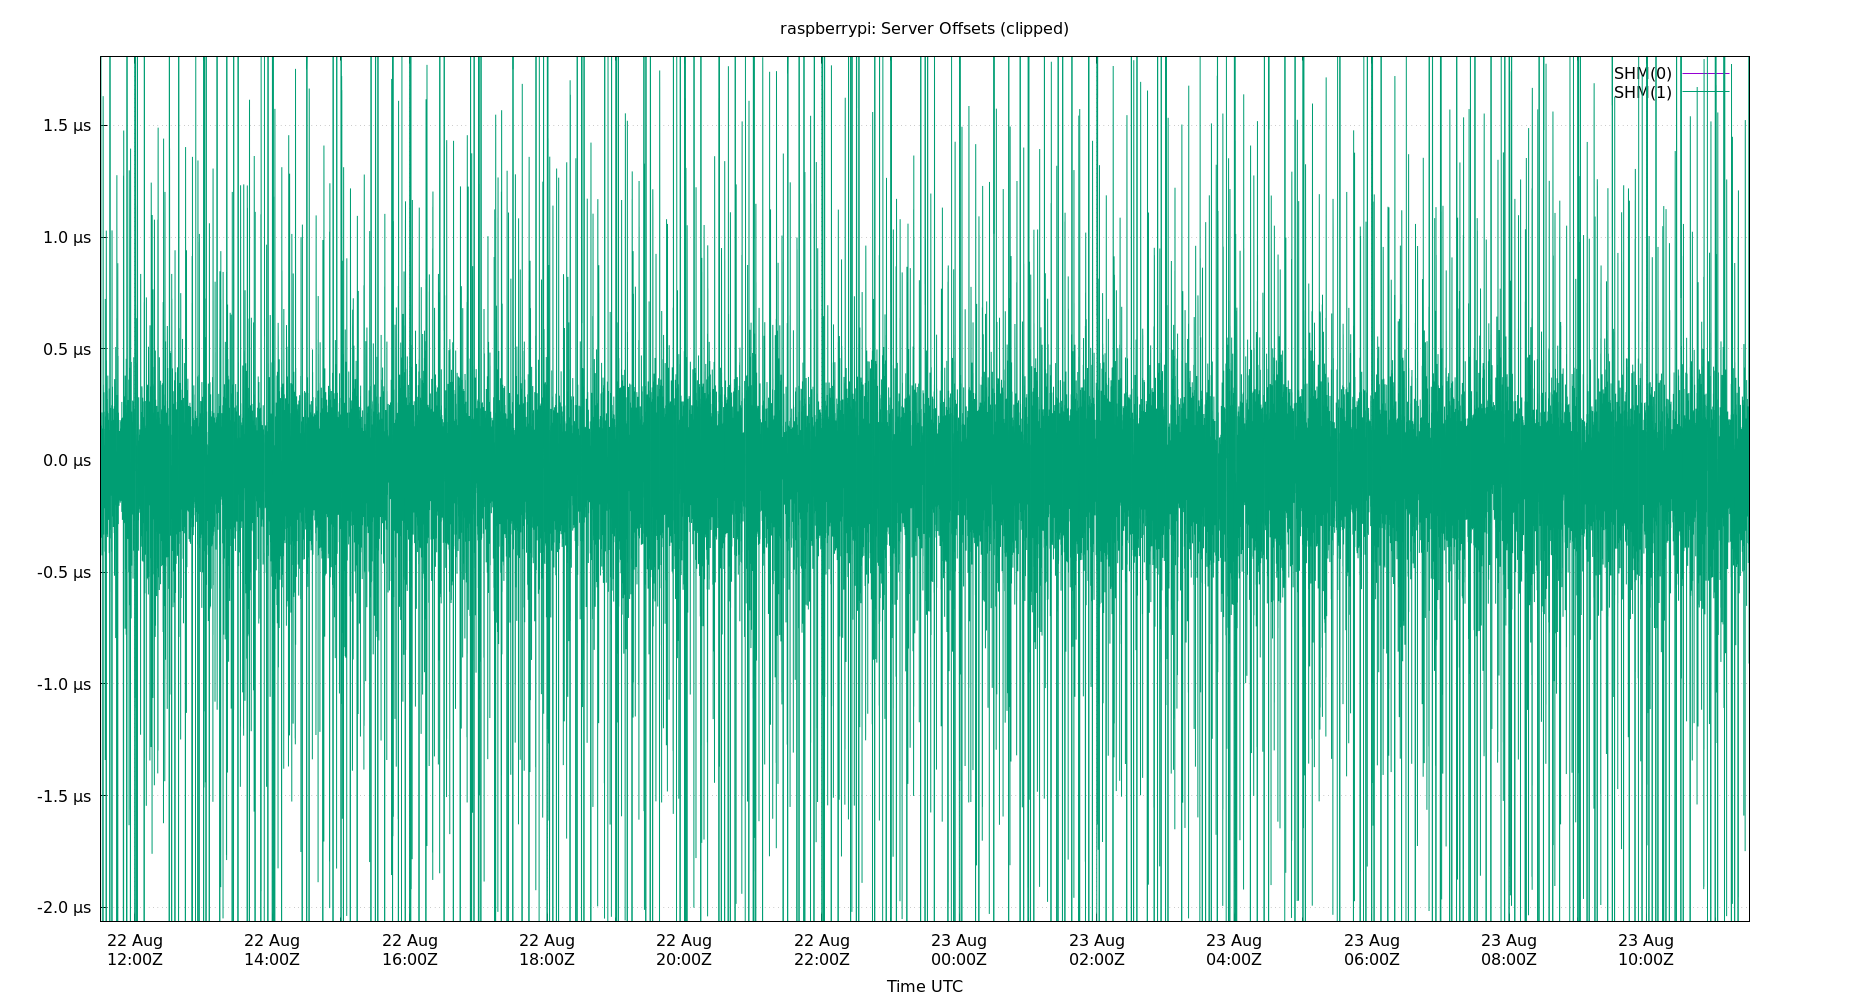 raspberrypi: Server Offsets (clipped)
SHM(0)
SHM(1)
1.5 µs
1.0 µs
0.5 µs
0.0 µs
-0.5 µs
-1.0 µs
-1.5 µs
-2.0 µs
22 Aug 22 Aug 22 Aug 22 Aug 22 Aug 22 Aug 23 Aug 23 Aug 23 Aug 23 Aug 23 Aug 23 Aug
12:00Z 14:00Z 16:00Z 18:00Z 20:00Z 22:00Z 00:00Z 02:00Z 04:00Z 06:00Z 08:00Z 10:00Z
Time UTC